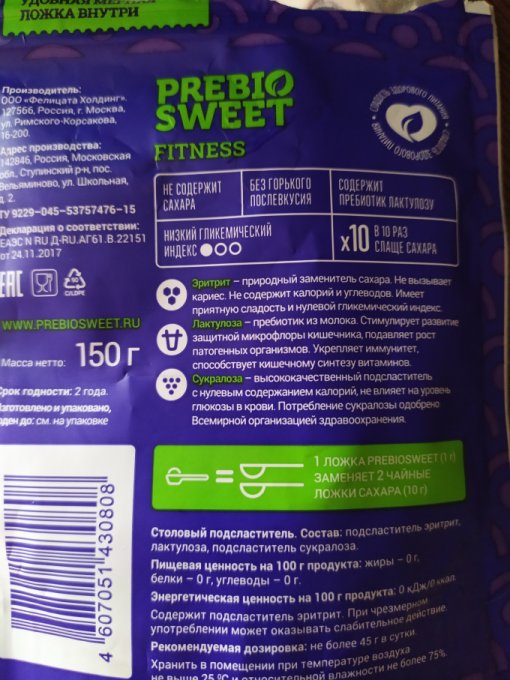 УДОБНАЯ МЕРНАЯ
ЛОЖКА ВНУТРИ
Производитель:
ООО «Фелицата Холдинг».
127566, Россия, г. Москва,
ул. Римского-Корсакова,
16-200.
Адрес производства:
142846, Россия, Московская
обл., Ступинский р-н, пос.
Вельяминово, ул. Школьная,
д. 2.
ТУ 9229-045-53757476-15
Декларация о соответствии:
ЕАЭС N RU Д-RU.АГ61.В.22151
от 24.11.2017
EAC
90
C/LDPE
WWW.PREBIOSWEET.RU
Масса нетто: 150 г
Срок годности: 2 года.
Изготовлено и упаковано,
годен до: см. на упаковке
4 607051 430808
PREBIO
SWEET
FITNESS
СЛАДОСТЬ ЗДОРОВОГО ПИТАНИЯ • СЛАДОСТЬ ЗДОРОВОГО ПИТАНИЯ •
НЕ СОДЕРЖИТ
САХАРА
БЕЗ ГОРЬКОГО
ПОСЛЕВКУСИЯ
СОДЕРЖИТ
ПРЕБИОТИК ЛАКТУЛОЗУ
НИЗКИЙ ГЛИКЕМИЧЕСКИЙ
ИНДЕКС
x10 В 10 РАЗ
СЛАЩЕ САХАРА
Эритрит – природный заменитель сахара. Не вызывает
кариес. Не содержит калорий и углеводов. Имеет
приятную сладость и нулевой гликемический индекс.
Лактулоза – пребиотик из молока. Стимулирует развитие
защитной микрофлоры кишечника, подавляет рост
патогенных организмов. Укрепляет иммунитет,
способствует кишечному синтезу витаминов.
Сукралоза – высококачественный подсластитель
с нулевым содержанием калорий, не влияет на уровень
глюкозы в крови. Потребление сукралозы одобрено
Всемирной организацией здравоохранения.
1 ЛОЖКА PREBIOSWEET (1 г)
ЗАМЕНЯЕТ 2 ЧАЙНЫЕ
ЛОЖКИ САХАРА (10 г)
Столовый подсластитель. Состав: подсластитель эритрит,
лактулоза, подсластитель сукралоза.
Пищевая ценность на 100 г продукта: жиры – 0 г,
белки – 0 г, углеводы – 0 г.
Энергетическая ценность на 100 г продукта: 0 кДж/0 ккал.
Содержит подсластитель эритрит. При чрезмерном
употреблении может оказывать слабительное действие.
Рекомендуемая дозировка: не более 45 г в сутки.
Хранить в помещении при температуре воздуха
не выше 25 °С и относительной влажности не более 75%.